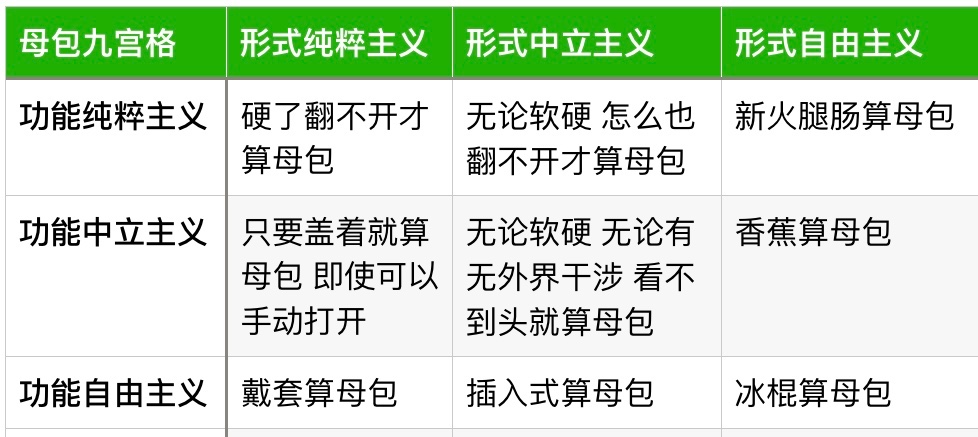 母包九宫格 形式纯粹主义 形式中立主义 形式自由主义
功能纯粹主义
硬了翻不开才
算母包
无论软硬 怎么也
翻不开才算母包
新火腿肠算母包
功能中立主义
只要盖着就算
母包 即使可以
手动打开
无论软硬 无论有
无外界干涉 看不
到头就算母包
香蕉算母包
功能自由主义
戴套算母包
插入式算母包
冰棍算母包